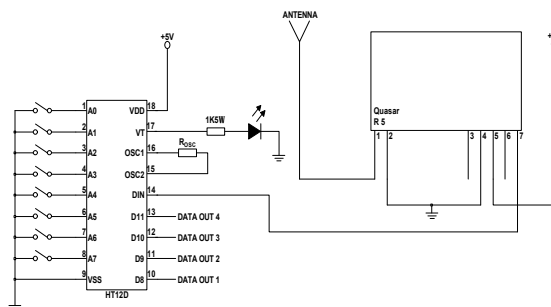 ANTENNA
+5V
+
1 A0 VDD 18
2 A1 VT 17
3 A2 OSC1 16
4 A3 OSC2 15
5 A4 DIN 14
6 A5 D11 13
7 A6 D10 12
8 A7 D9 11
9 VSS D8 10
HT12D
1K5W
ROSC
DATA OUT 4
DATA OUT 3
DATA OUT 2
DATA OUT 1
Quasar
R 5
1 2 3 4 5 6 7